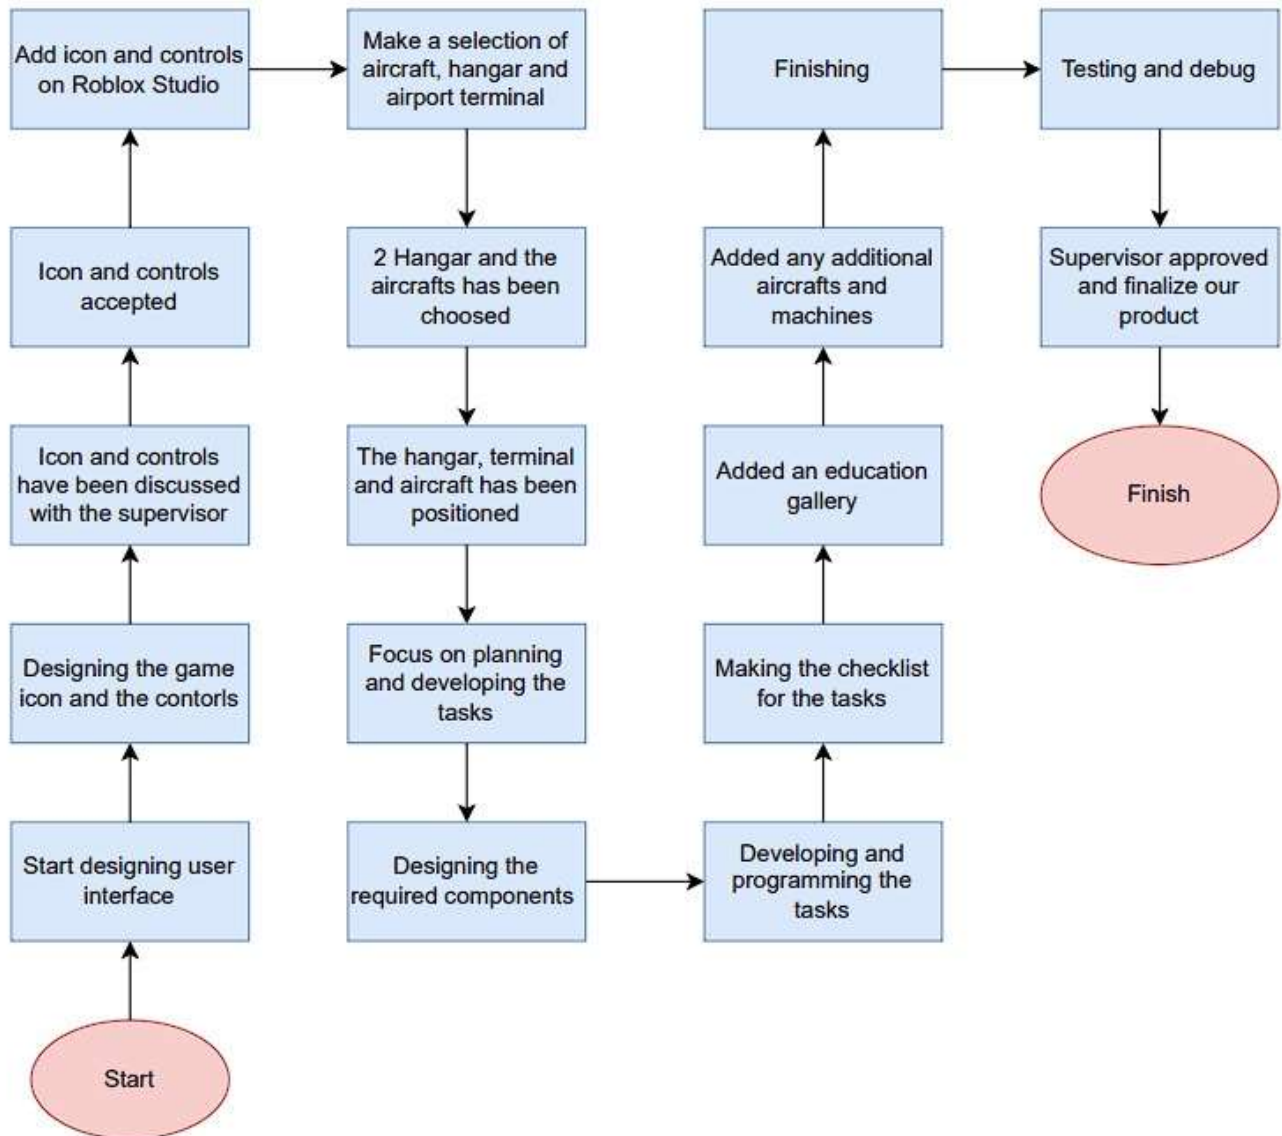 Start
Start designing user
interface
Designing the game
icon and the contorls
Icon and controls
have been discussed
with the supervisor
Icon and controls
accepted
Add icon and controls
on Roblox Studio
Make a selection of
aircraft, hangar and
airport terminal
2 Hangar and the
aircrafts has been
choosed
The hangar, terminal
and aircraft has been
positioned
Focus on planning
and developing the
tasks
Designing the
required components
Developing and
programming the
tasks
Making the checklist
for the tasks
Added an education
gallery
Added any additional
aircrafts and
machines
Finishing
Testing and debug
Supervisor approved
and finalize our
product
Finish